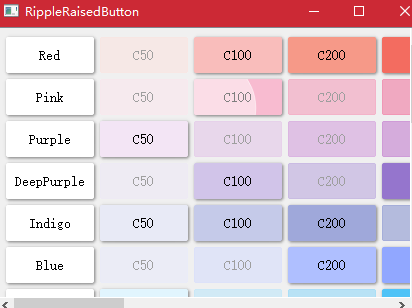 RippleRaisedButton
Red C50 C100 C200
Pink C50 C100 C200
Purple C50 C100 C200
DeepPurple C50 C100 C200
Indigo C50 C100 C200
Blue C50 C100 C200